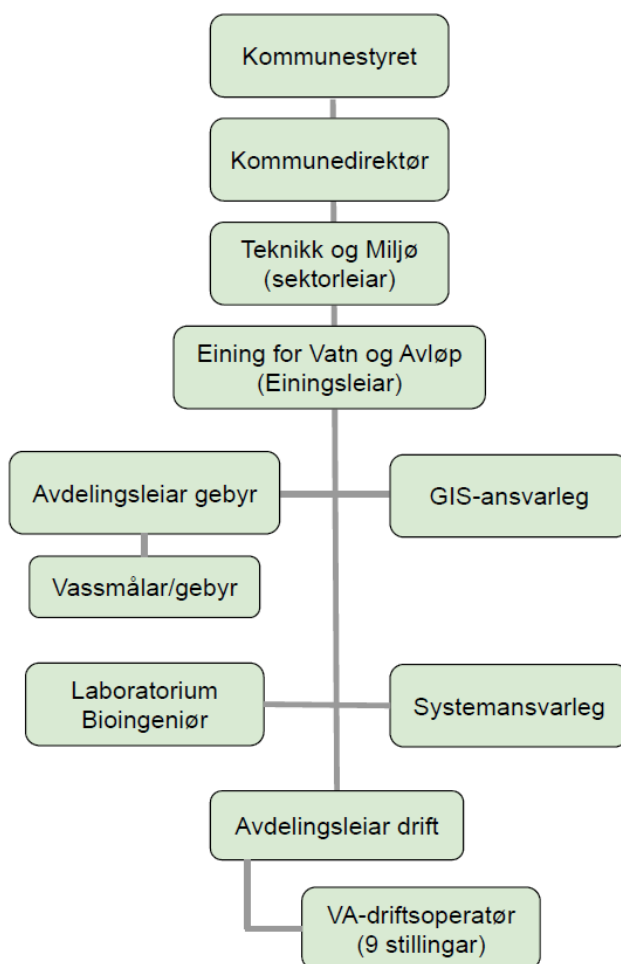 Kommunestyret
Kommunedirektør
Teknikk og Miljø
(sektorleiar)
Eining for Vatn og Avløp
(Einingsleiar)
Avdelingsleiar gebyr
GIS-ansvarleg
Vassmålar/gebyr
Laboratorium
Bioingeniør
Systemansvarleg
Avdelingsleiar drift
VA-driftsoperatør
(9 stillingar)